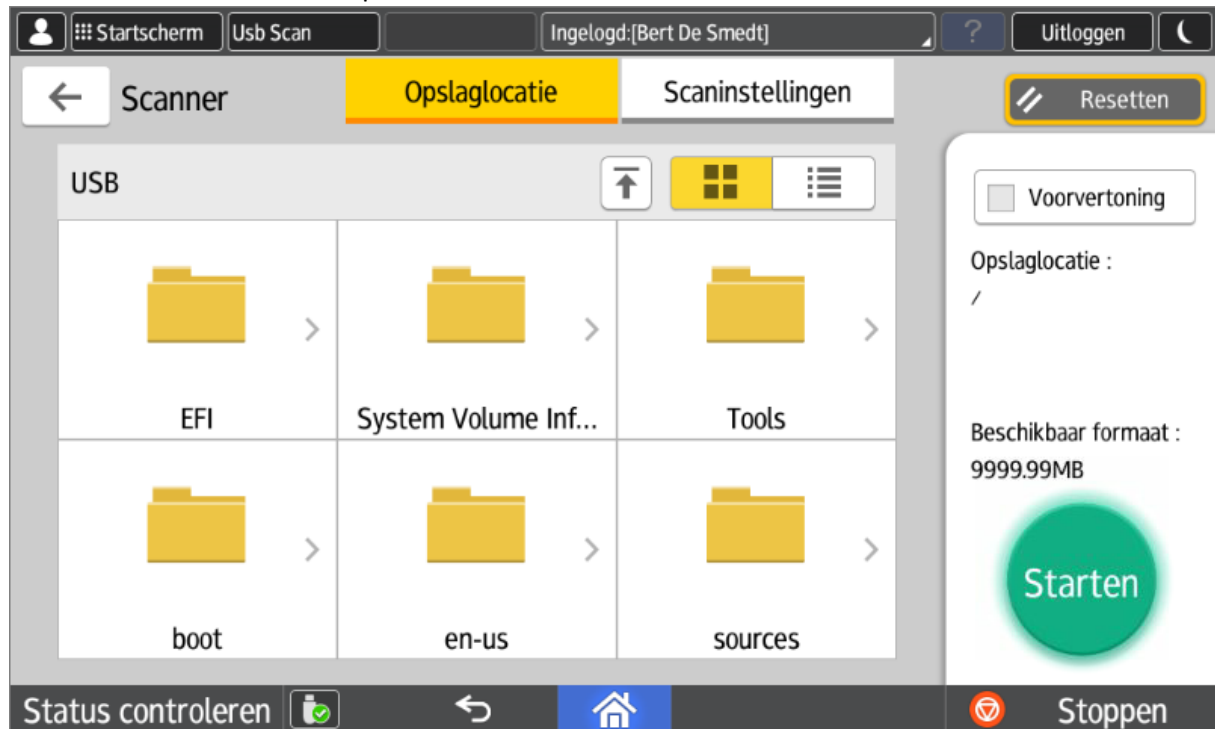 Startscherm
Usb Scan
Ingelogd:[Bert De Smedt]
?
Uitloggen
Scanner
Opslaglocatie
Scaninstellingen
Resetten
USB
Voorvertoning
Opslaglocatie :
/
EFI
System Volume Inf...
Tools
Beschikbaar formaat :
9999.99MB
Starten
boot
en-us
sources
Status controleren
Stoppen